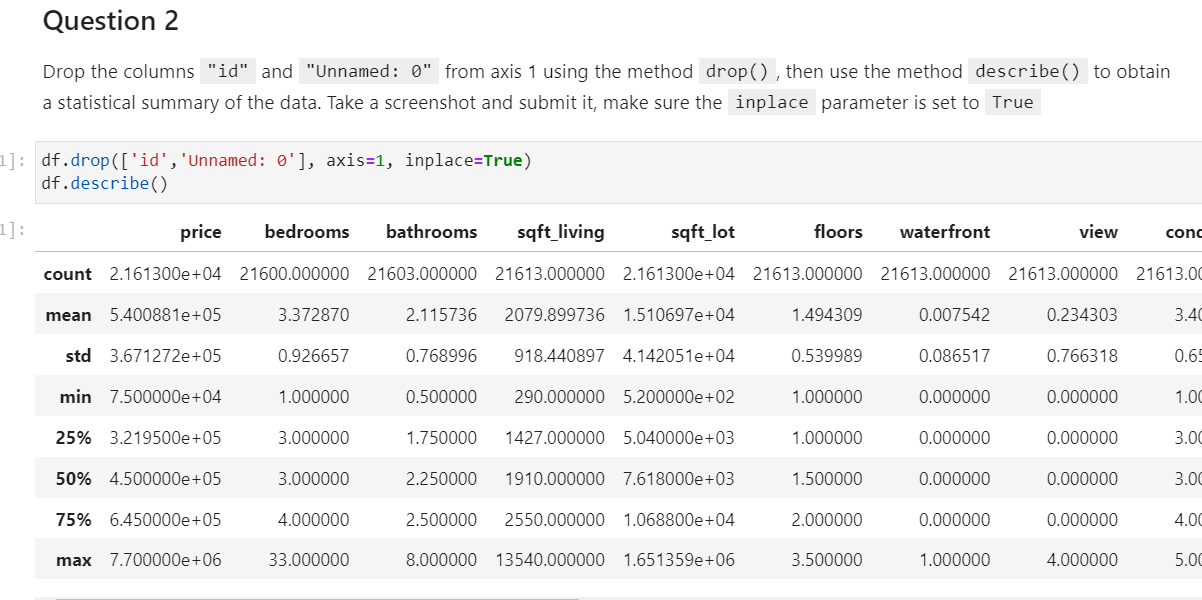 Question 2
Drop the columns "id" and "Unnamed: 0" from axis 1 using the method drop() , then use the method describe() to obtain
a statistical summary of the data. Take a screenshot and submit it, make sure the inplace parameter is set to True
1]: df.drop(['id','Unnamed: 0'], axis=1, inplace=True)
df.describe()
1]: price bedrooms bathrooms sqft_living sqft_lot floors waterfront view conc
count 2.161300e+04 21600.000000 21603.000000 21613.000000 2.161300e+04 21613.000000 21613.000000 21613.000000 21613.00
mean 5.400881e+05 3.372870 2.115736 2079.899736 1.510697e+04 1.494309 0.007542 0.234303 3.40
std 3.671272e+05 0.926657 0.768996 918.440897 4.142051e+04 0.539989 0.086517 0.766318 0.65
min 7.500000e+04 1.000000 0.500000 290.000000 5.200000e+02 1.000000 0.000000 0.000000 1.00
25% 3.219500e+05 3.000000 1.750000 1427.000000 5.040000e+03 1.000000 0.000000 0.000000 3.00
50% 4.500000e+05 3.000000 2.250000 1910.000000 7.618000e+03 1.500000 0.000000 0.000000 3.00
75% 6.450000e+05 4.000000 2.500000 2550.000000 1.068800e+04 2.000000 0.000000 0.000000 4.00
max 7.700000e+06 33.000000 8.000000 13540.000000 1.651359e+06 3.500000 1.000000 4.000000 5.00